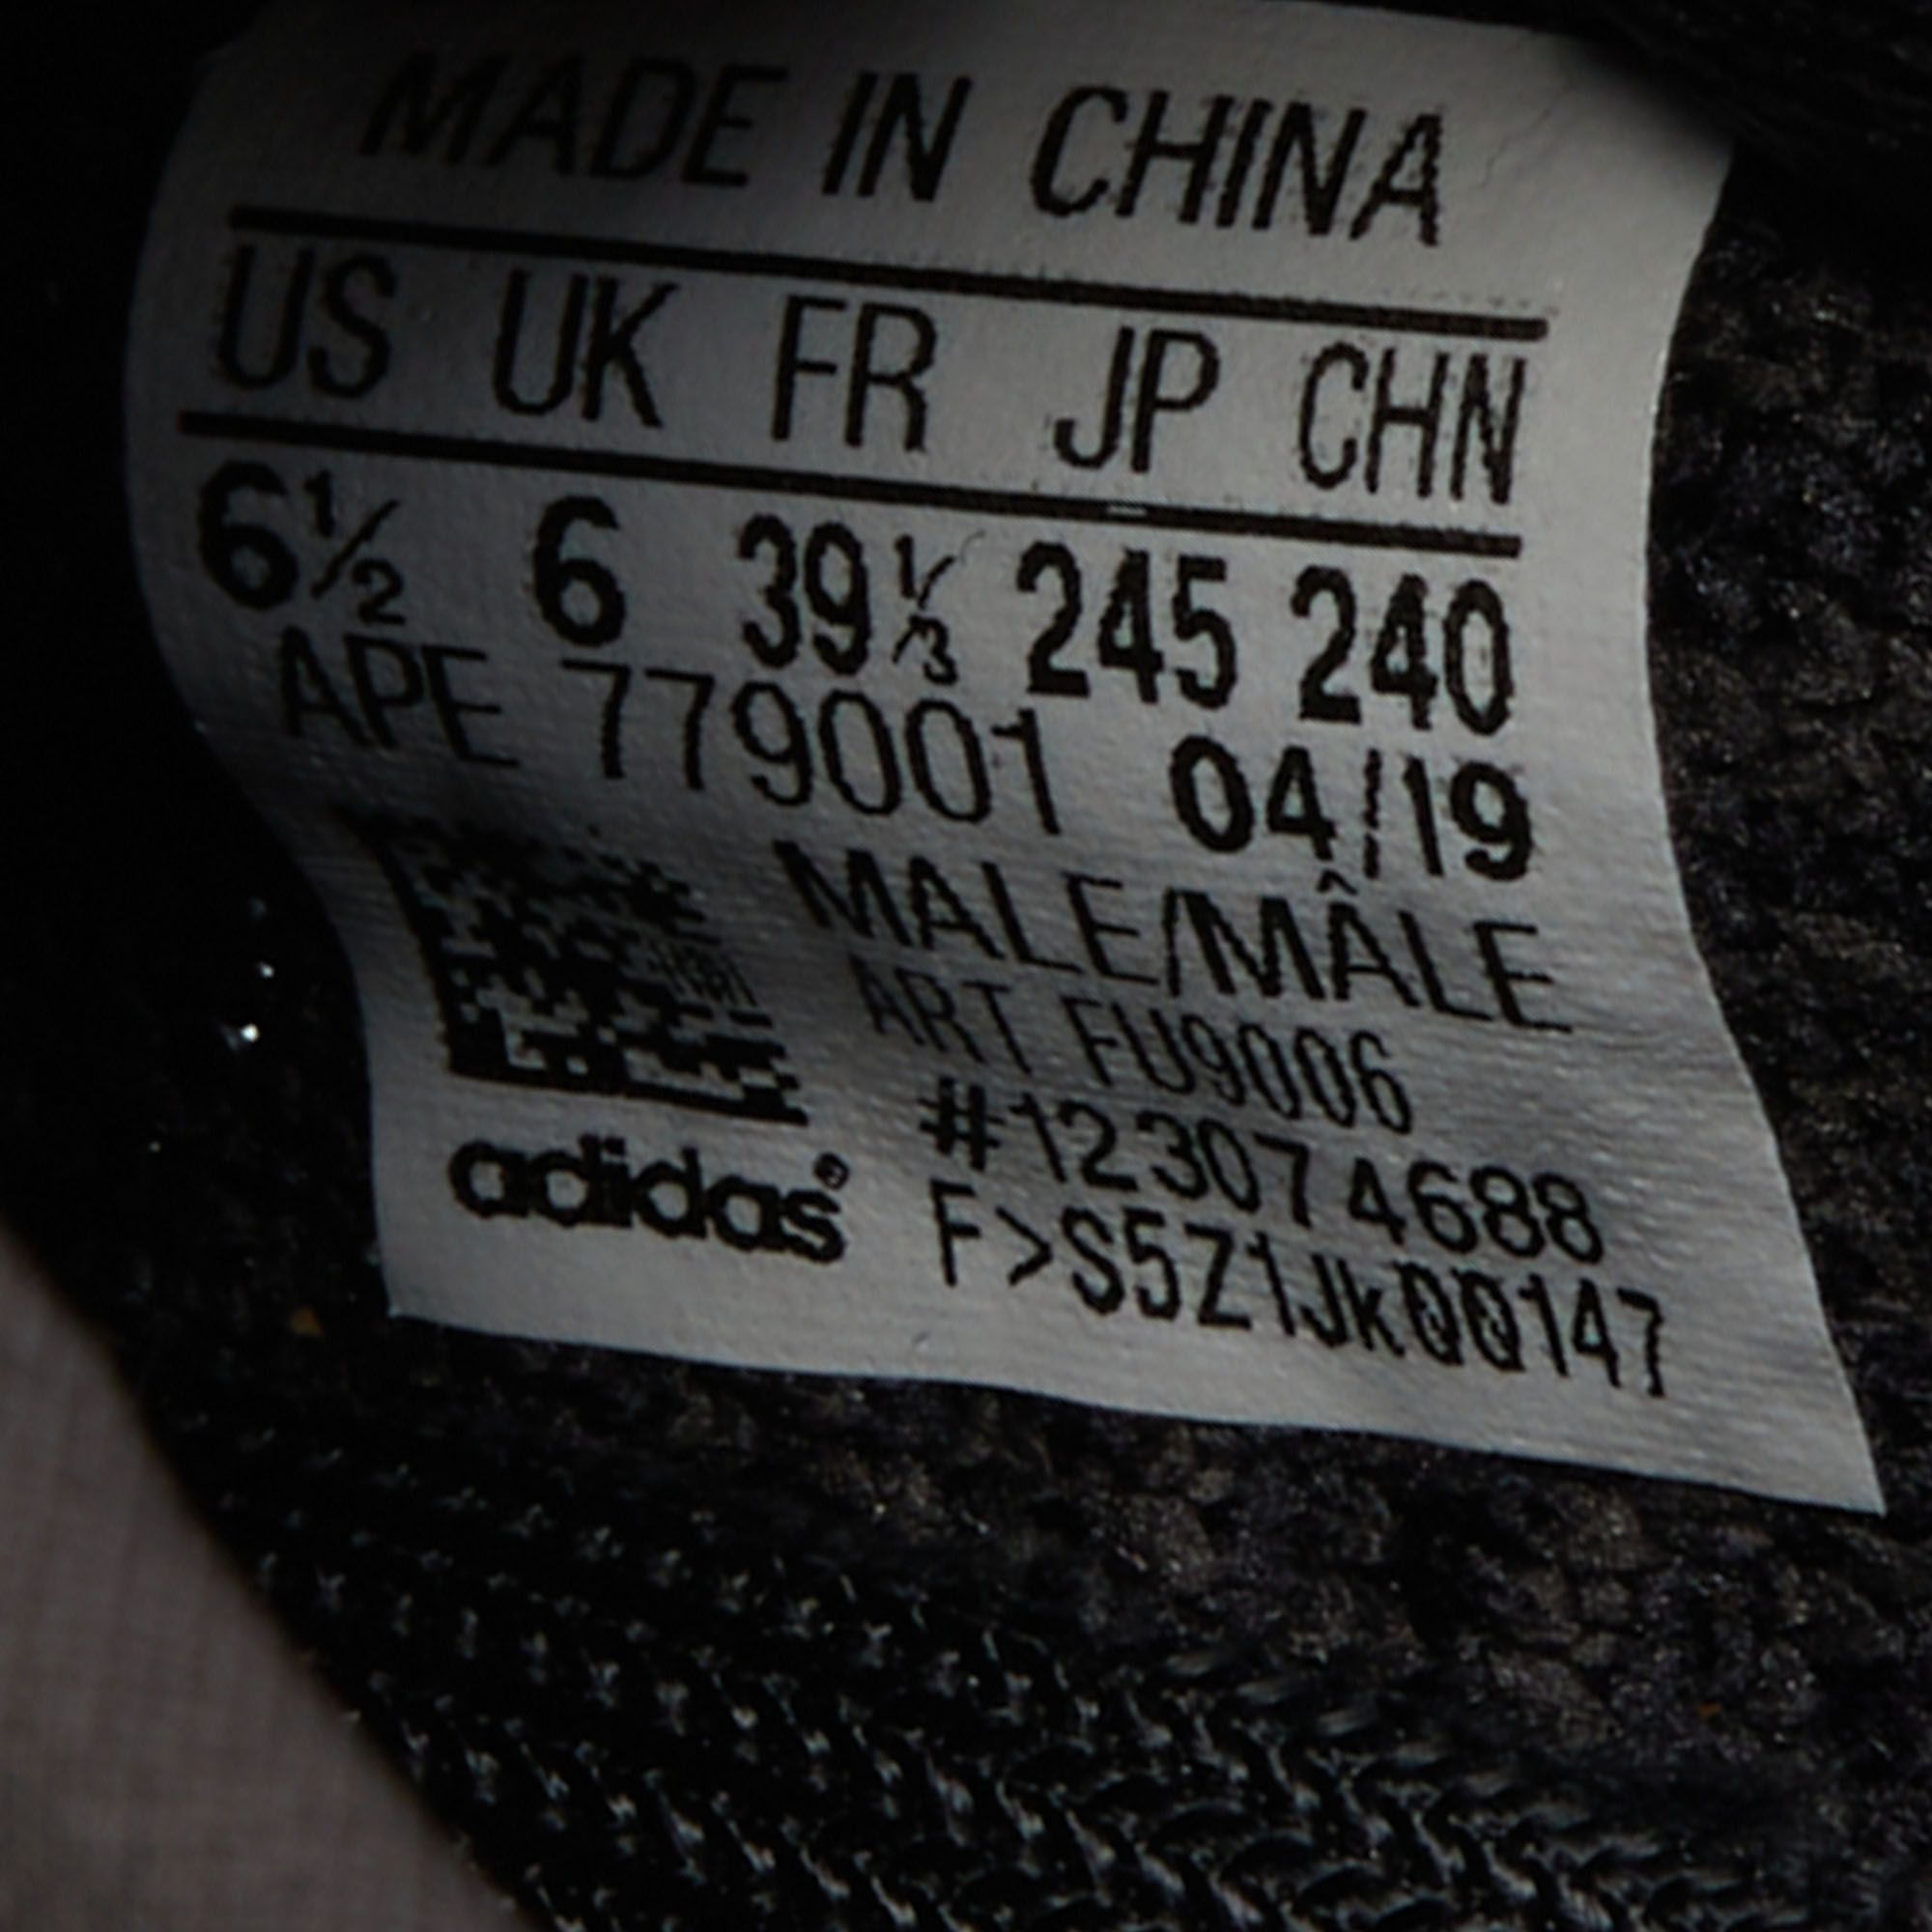 MADE IN CHINA
US UK FR JP CHN
6½ 6 39⅓ 245 240
APE 779001 04/19
MALE/MÂLE
ART FU9006
#123074688
adidas® F>S5Z1Jk00147